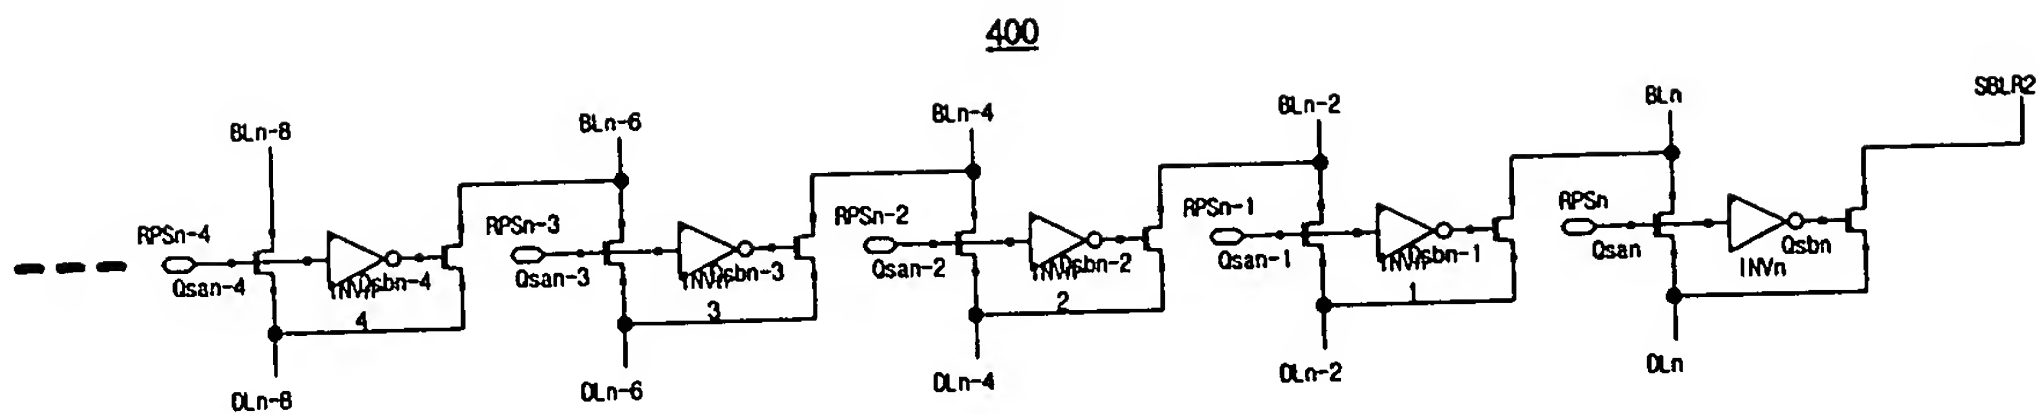 400
BLn-8
BLn-6
BLn-4
BLn-2
BLn
SBLR2
RPSn-4
RPSn-3
RPSn-2
RPSn-1
RPSn
Qsan-4
Qsbn-4
Qsan-3
Qsbn-3
Qsan-2
Qsbn-2
Qsan-1
Qsbn-1
Qsan
INVn
Qsbn
4
3
2
1
DLn-8
DLn-6
DLn-4
DLn-2
DLn